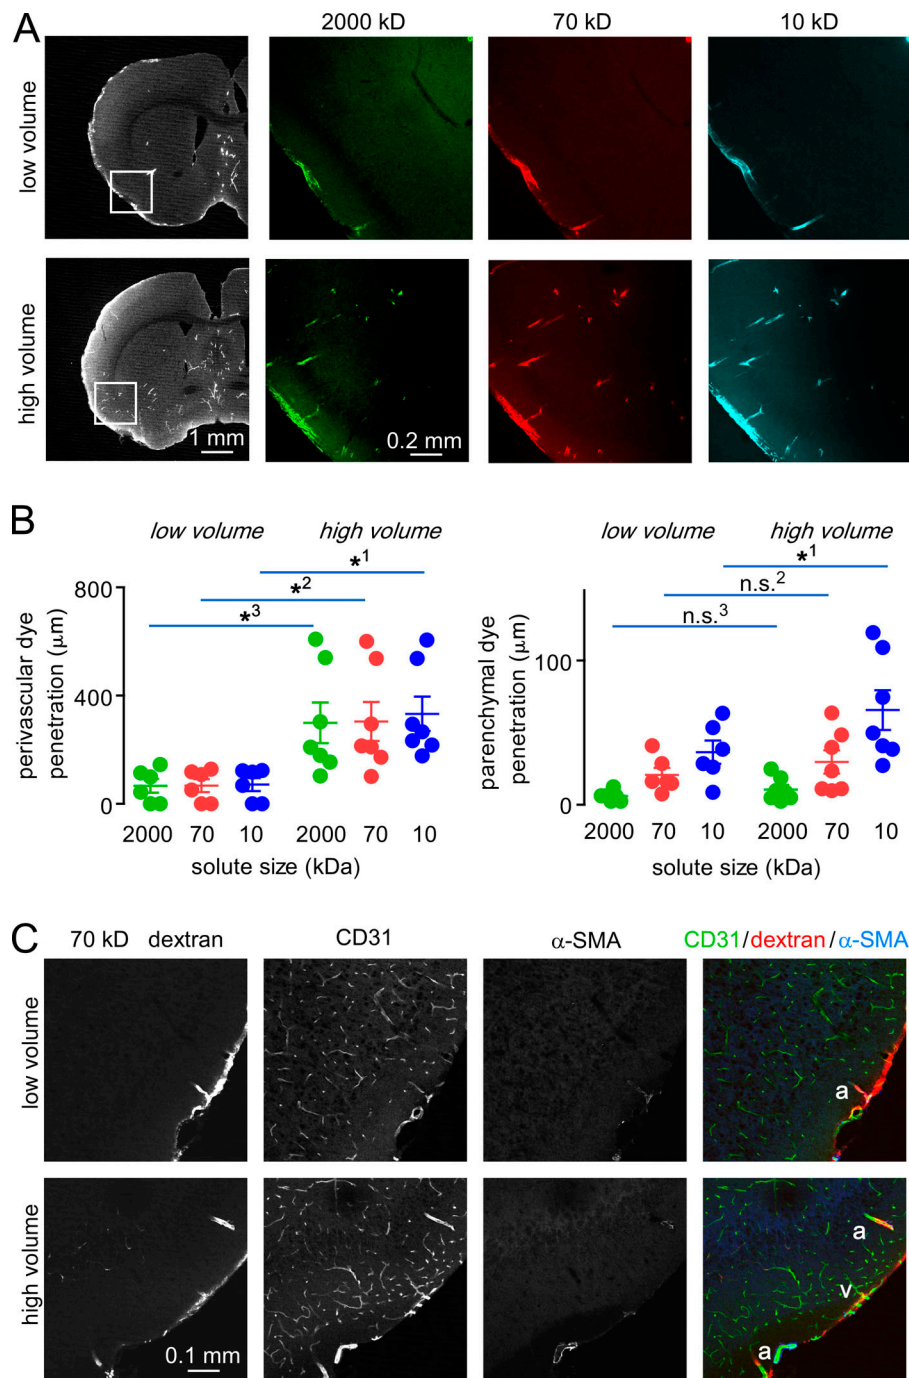 A
2000 kD 70 kD 10 kD
low volume
high volume
1 mm
0.2 mm
B
low volume high volume
*1
*2
*3
800
400
0
perivascular dye
penetration (μm)
2000 70 10 2000 70 10
solute size (kDa)
low volume high volume
*1
n.s.2
n.s.3
100
0
parenchymal dye
penetration (μm)
2000 70 10 2000 70 10
solute size (kDa)
C
70 kD dextran CD31 α-SMA CD31/dextran/α-SMA
low volume
a
high volume
a
v
a
0.1 mm